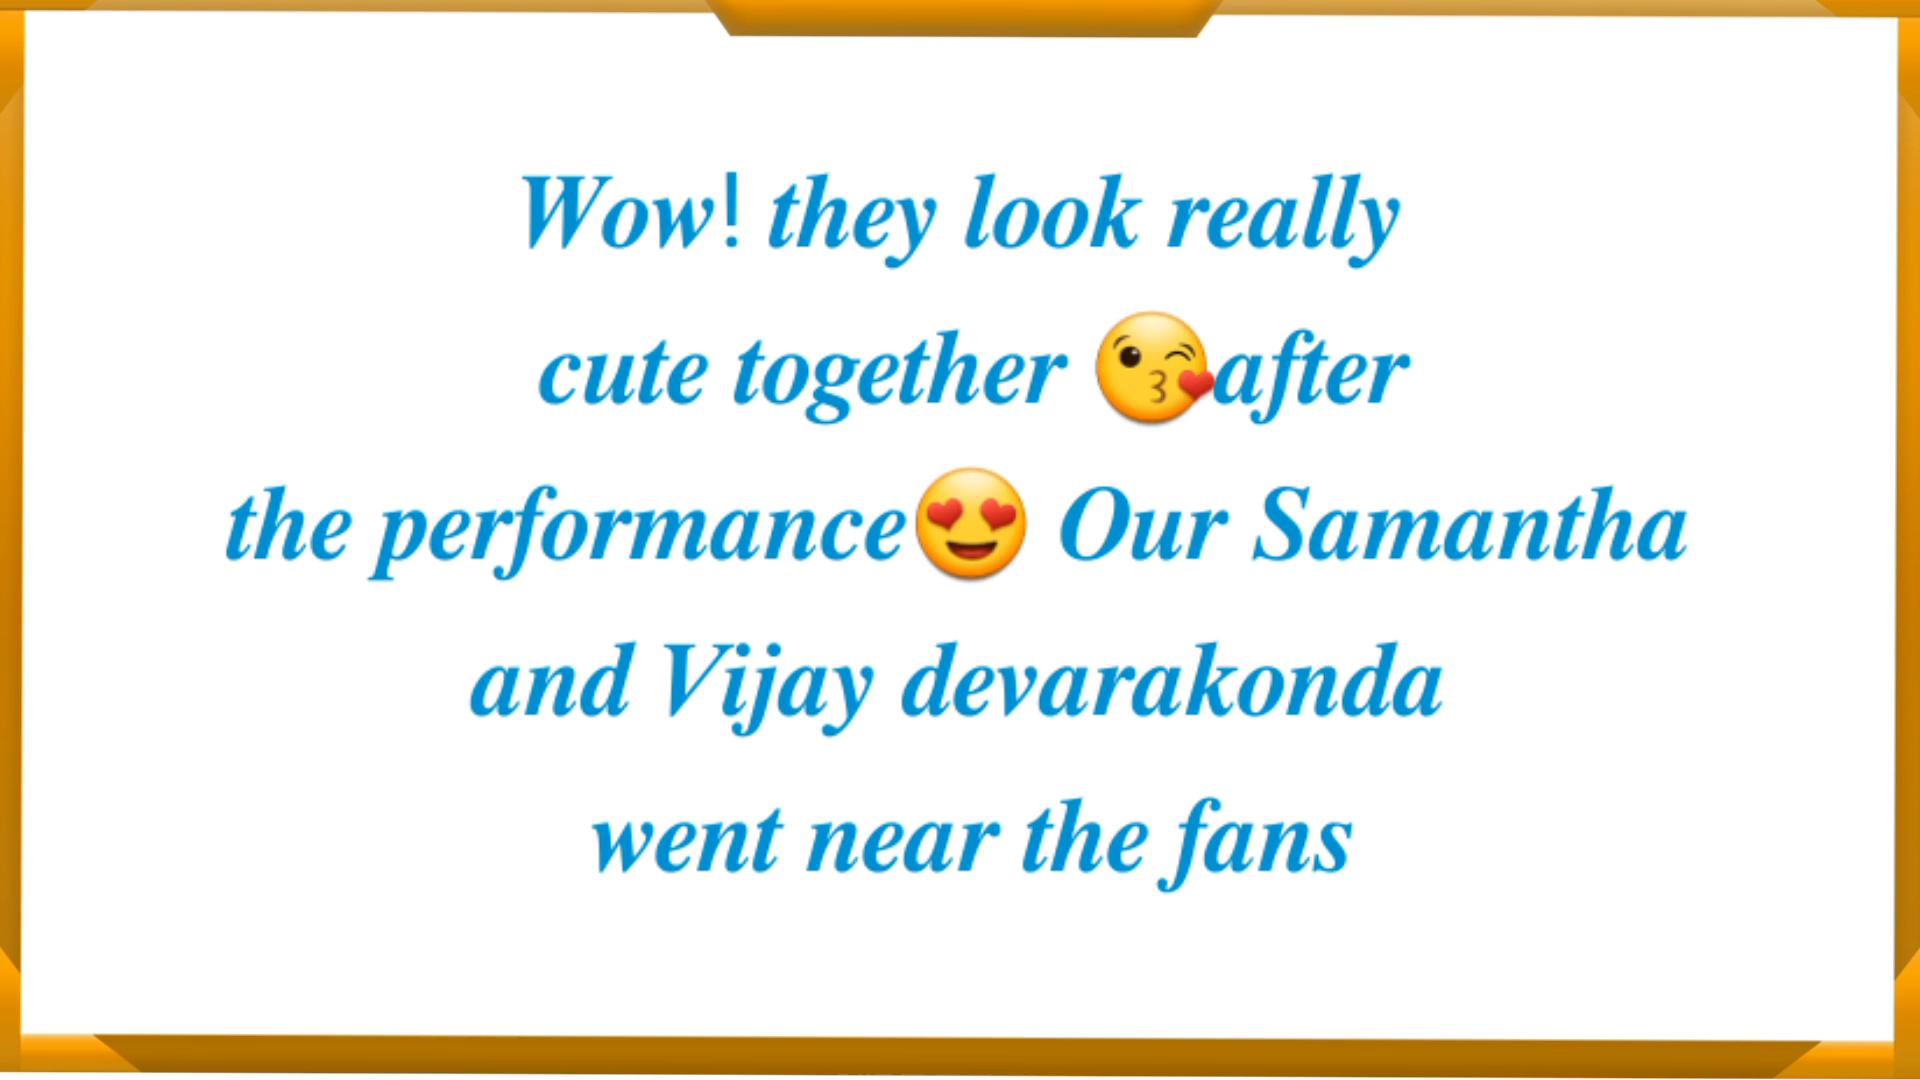 Wow! they look really
cute together 😘after
the performance😍 Our Samantha
and Vijay devarakonda
went near the fans